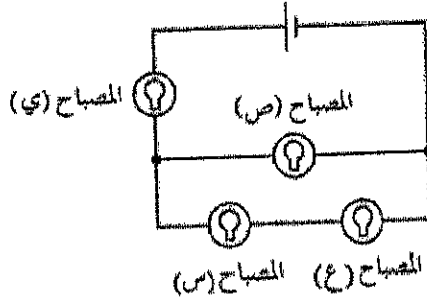 المصباح (ي)
المصباح (ص)
المصباح (س)
المصباح (ع)